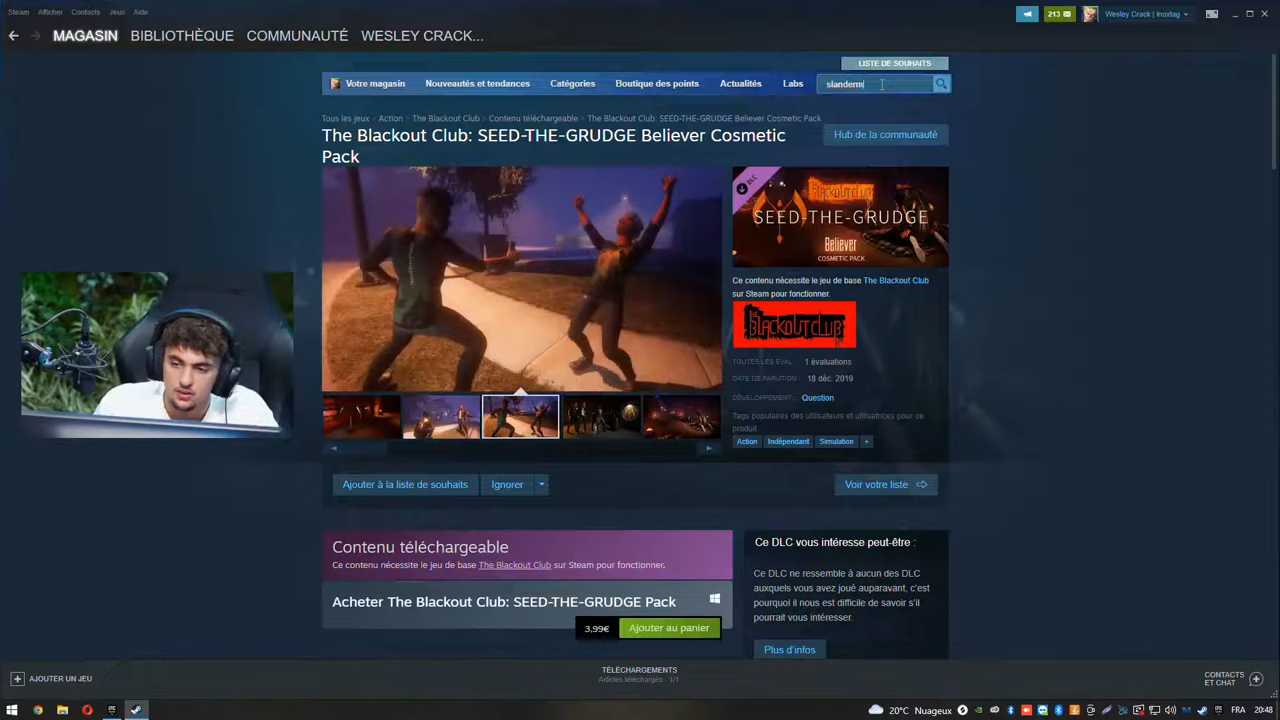 Steam Afficher Contacts Jeux Aide
213 Wesley Crack | Inoxtag
MAGASIN BIBLIOTHÈQUE COMMUNAUTÉ WESLEY CRACK...
LISTE DE SOUHAITS
Votre magasin Nouveautés et tendances Catégories Boutique des points Actualités Labs slanderm
Tous les jeux > Action > The Blackout Club > Contenu téléchargeable > The Blackout Club: SEED-THE-GRUDGE Believer Cosmetic Pack
The Blackout Club: SEED-THE-GRUDGE Believer Cosmetic
Pack
Hub de la communauté
DLC
BLACKOUT CLUB
SEED-THE-GRUDGE
Believer
COSMETIC PACK
Ce contenu nécessite le jeu de base The Blackout Club
sur Steam pour fonctionner.
THE BLACKOUT CLUB
TOUTES LES ÉVAL. : 1 évaluations
DATE DE PARUTION : 18 déc. 2019
DÉVELOPPEMENT : Question
Tags populaires des utilisateurs et utilisatrices pour ce
produit :
Action Indépendant Simulation +
Ajouter à la liste de souhaits Ignorer Voir votre liste
Contenu téléchargeable
Ce contenu nécessite le jeu de base The Blackout Club sur Steam pour fonctionner.
Acheter The Blackout Club: SEED-THE-GRUDGE Pack
3,99€ Ajouter au panier
Ce DLC vous intéresse peut-être :
Ce DLC ne ressemble à aucun des DLC
auxquels vous avez joué auparavant, c'est
pourquoi il nous est difficile de savoir s'il
pourrait vous intéresser.
Plus d'infos
AJOUTER UN JEU
TÉLÉCHARGEMENTS
Articles téléchargés : 1/1
CONTACTS
ET CHAT
20°C Nuageux FRA 20:48